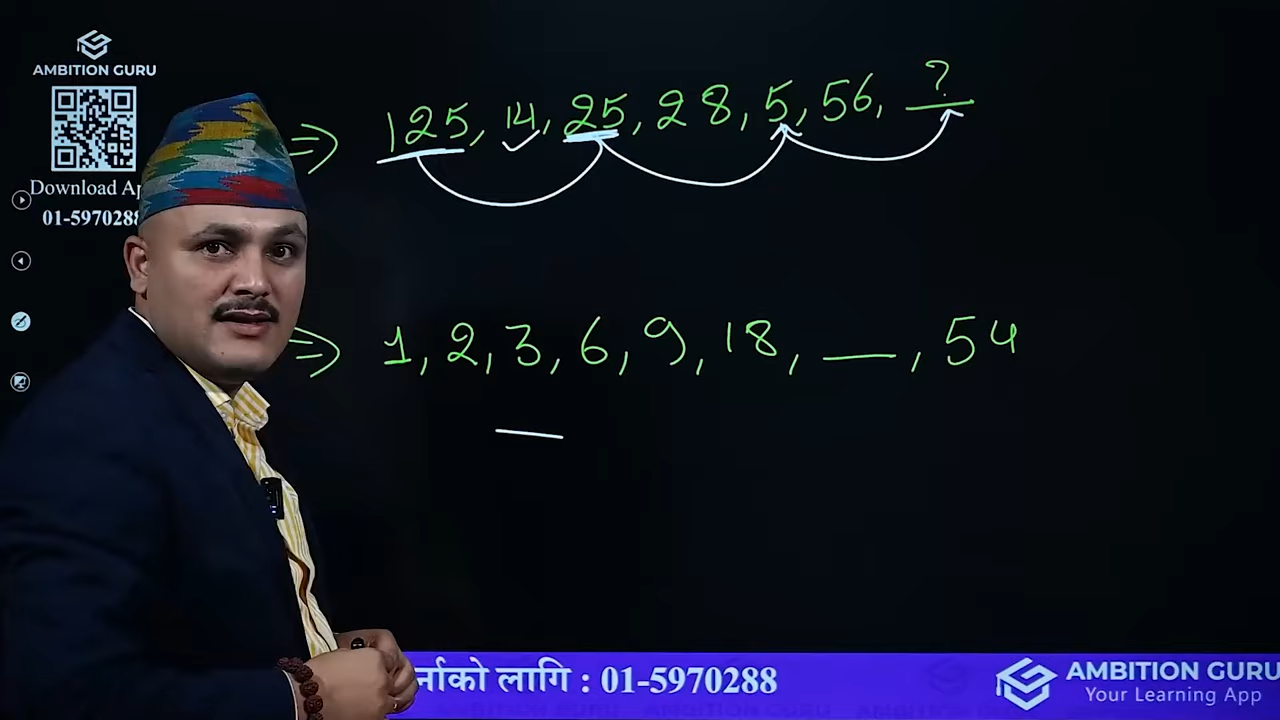 AMBITION GURU
Download Ap
01-5970288
⇒ 125, 14, 25, 28, 5, 56, ?
⇒ 1, 2, 3, 6, 9, 18, __, 54
र्नाको लागि : 01-5970288
AMBITION GURU
Your Learning App